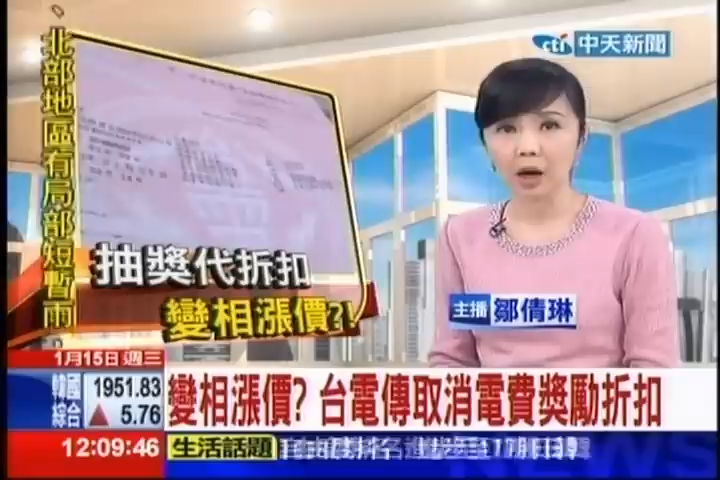 北部地區有局部短暫雨
cti 中天新聞
抽獎代折扣
變相漲價?!
主播 鄒倩琳
1月15日 週三
韓國綜合 1951.83 ▲ 5.76
變相漲價? 台電傳取消電費獎勵折扣
12:09:46
生活話題
NEWS